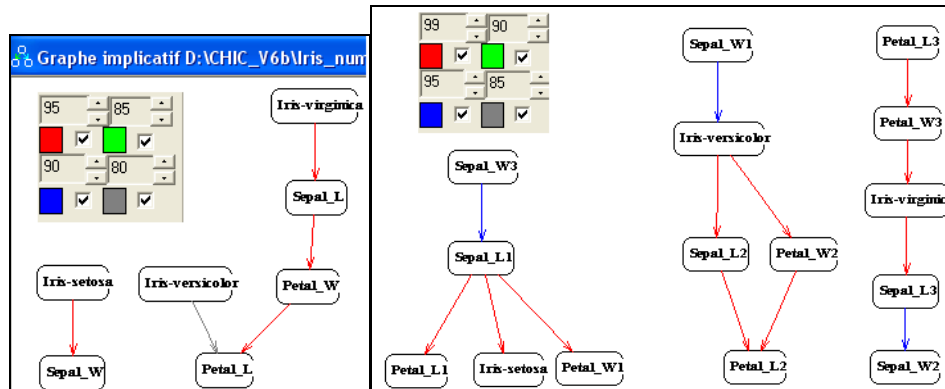 Graphe implicatif D:\CHIC_V6b\Iris_num
95 85
90 80
Iris-virginica
Sepal_L
Iris-setosa
Iris-versicolor
Petal_W
Sepal_W
Petal_L
99 90
95 85
Sepal_W1
Petal_L3
Iris-versicolor
Petal_W3
Sepal_W3
Iris-virginic
Sepal_L1
Sepal_L2
Petal_W2
Sepal_L3
Petal_L1
Iris-setosa
Petal_W1
Petal_L2
Sepal_W2